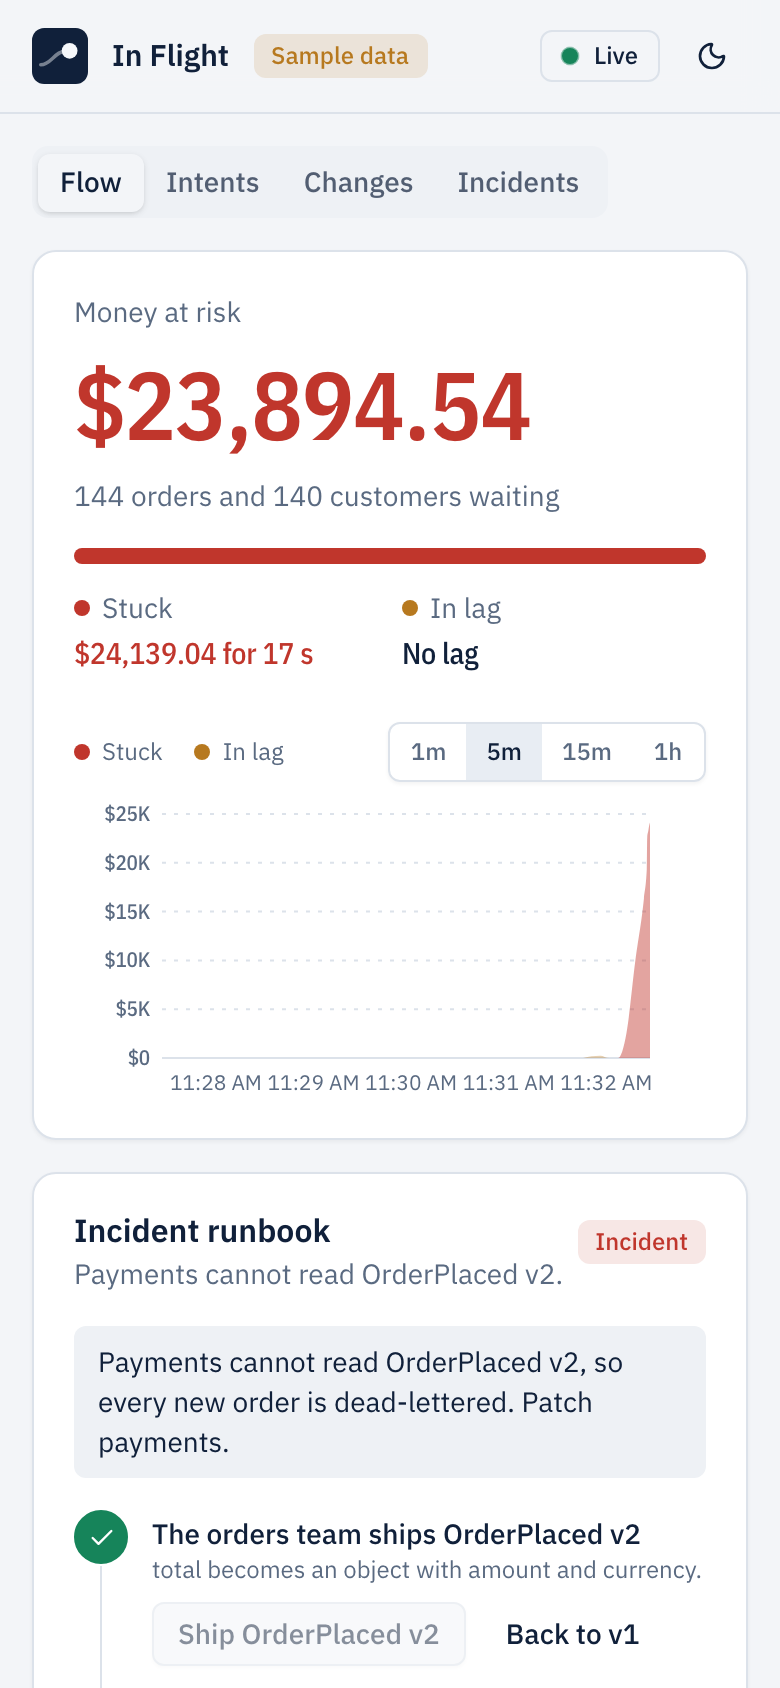 In Flight
Sample data
Live
Flow
Intents
Changes
Incidents
Money at risk
$23,894.54
144 orders and 140 customers waiting
Stuck
In lag
$24,139.04 for 17 s
No lag
Stuck
In lag
1m
5m
15m
1h
$25K
$20K
$15K
$10K
$5K
$0
11:28 AM 11:29 AM 11:30 AM 11:31 AM 11:32 AM
Incident runbook
Incident
Payments cannot read OrderPlaced v2.
Payments cannot read OrderPlaced v2, so
every new order is dead-lettered. Patch
payments.
The orders team ships OrderPlaced v2
total becomes an object with amount and currency.
Ship OrderPlaced v2
Back to v1